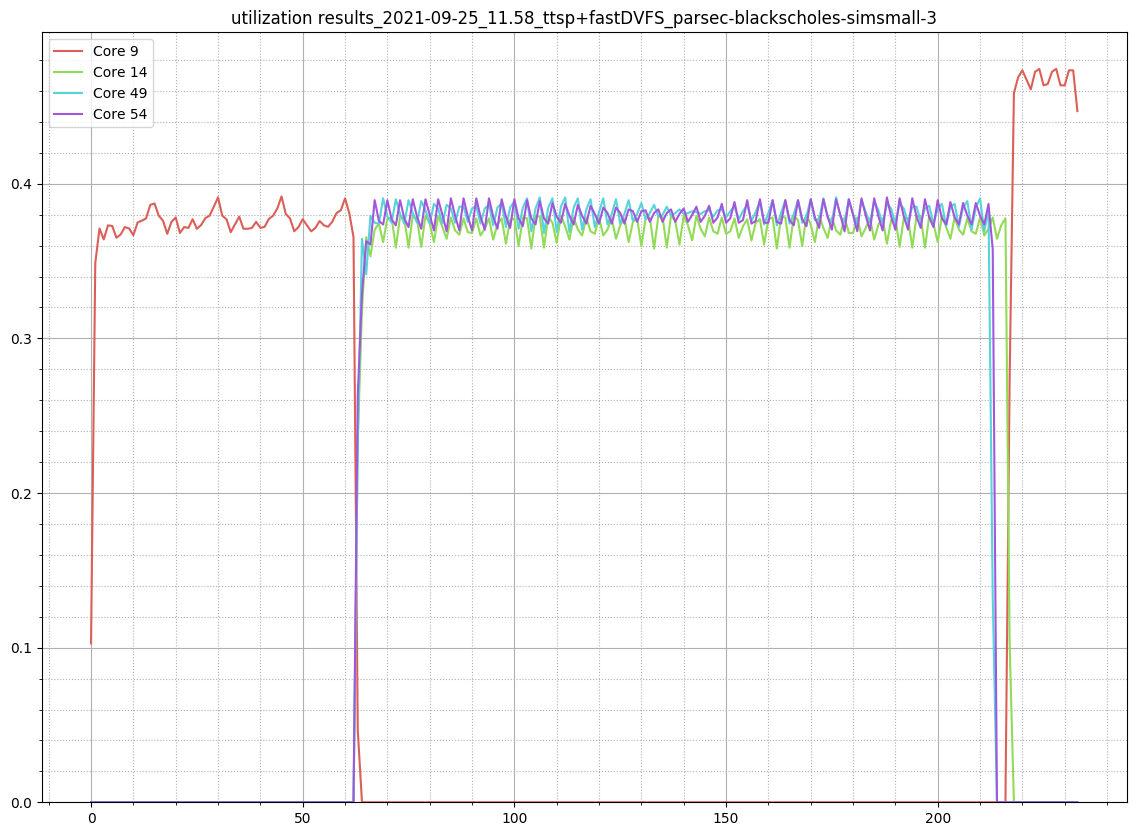 utilization results_2021-09-25_11.58_ttsp+fastDVFS_parsec-blackscholes-simsmall-3
Core 9
Core 14
Core 49
Core 54
0.4
0.3
0.2
0.1
0.0
0 50 100 150 200